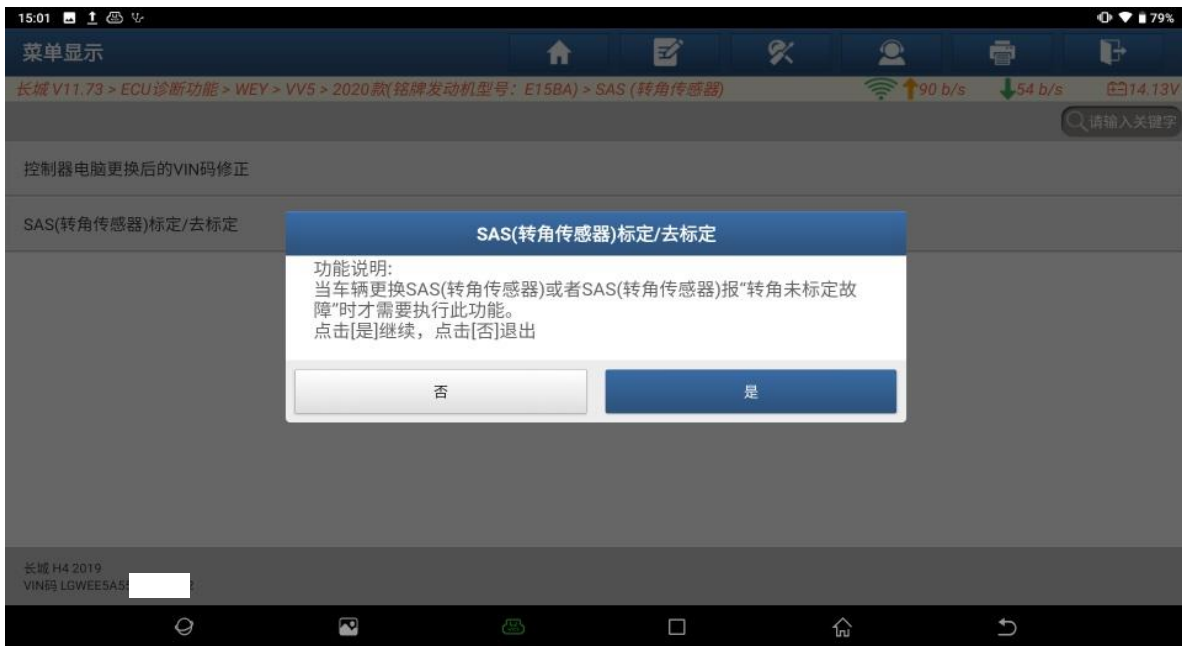 15:01
79%
菜单显示
长城 V11.73 > ECU诊断功能 > WEY > VV5 > 2020款(铭牌发动机型号：E15BA) > SAS (转角传感器)
90 b/s
54 b/s
14.13V
请输入关键字
控制器电脑更换后的VIN码修正
SAS(转角传感器)标定/去标定
SAS(转角传感器)标定/去标定
功能说明:
当车辆更换SAS(转角传感器)或者SAS(转角传感器)报“转角未标定故
障”时才需要执行此功能。
点击[是]继续，点击[否]退出
否
是
长城 H4 2019
VIN码 LGWEE5A5